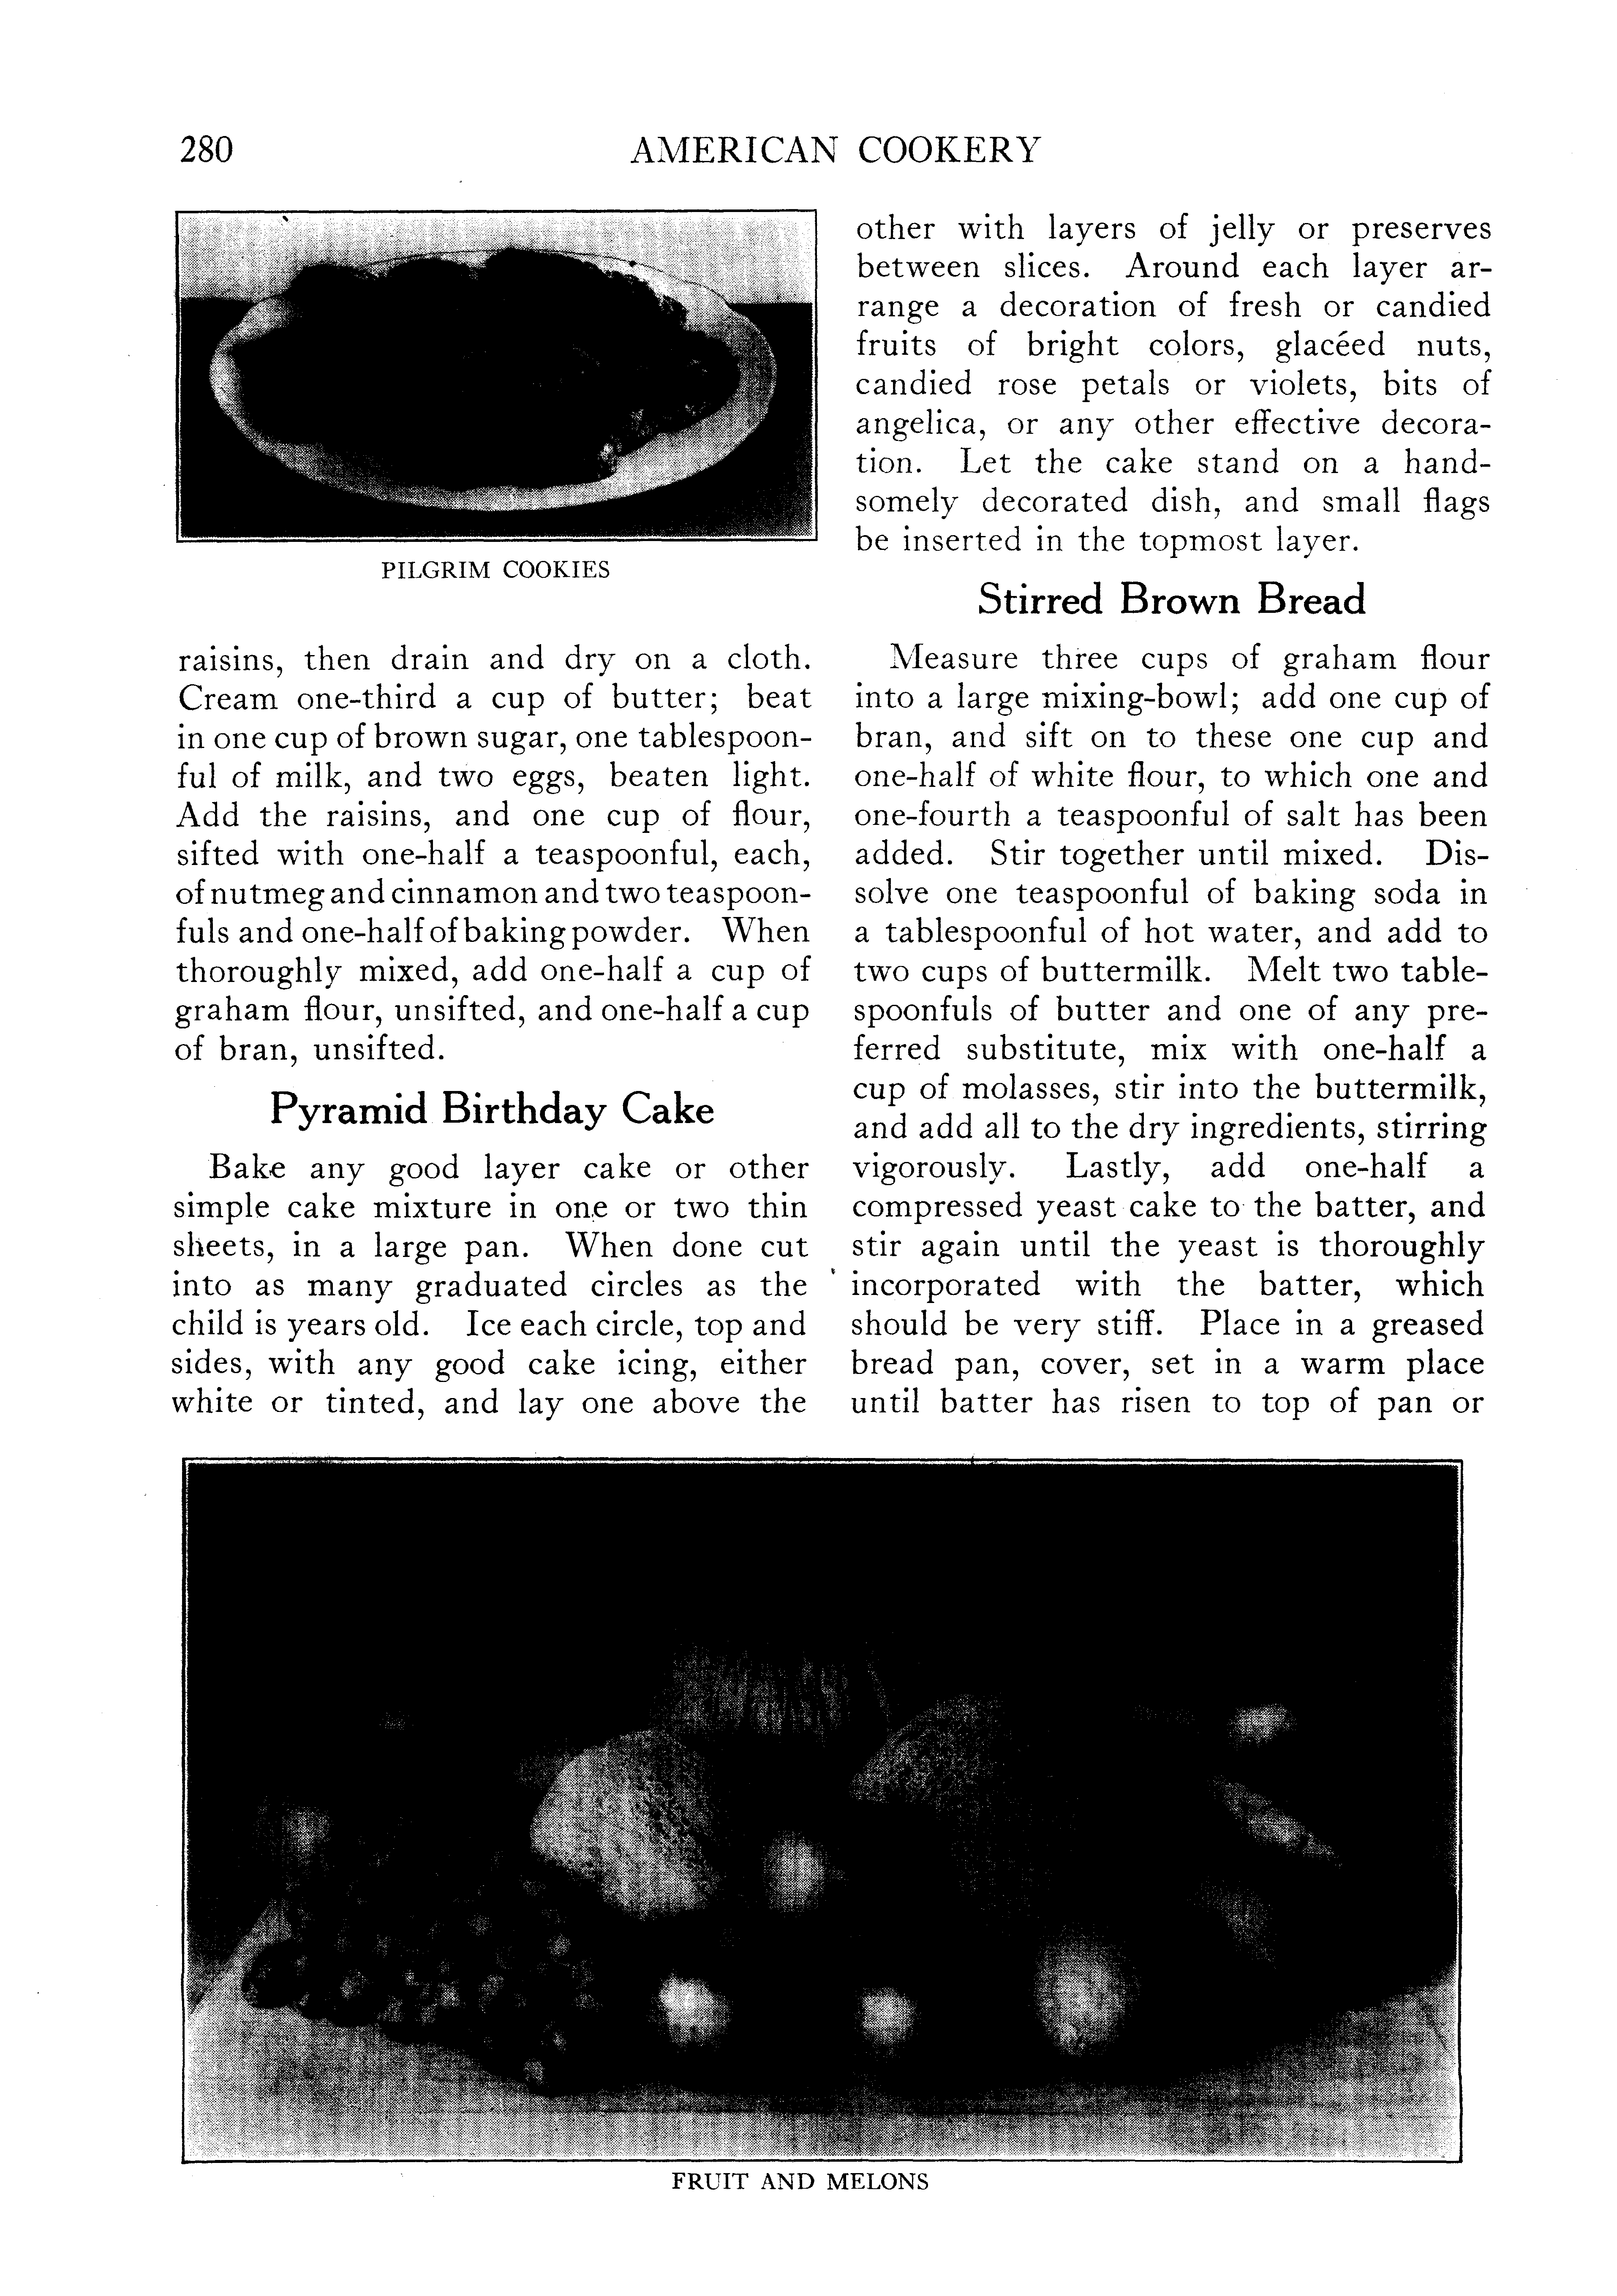 280
AMERICAN COOKERY
PILGRIM COOKIES
raisins, then drain and dry on a cloth.
Cream one-third a cup of butter; beat
in one cup of brown sugar, one tablespoon-
ful of milk, and two eggs, beaten light.
Add the raisins, and one cup of flour,
sifted with one-half a teaspoonful, each,
of nutmeg and cinnamon and two teaspoon-
fuls and one-half of baking powder. When
thoroughly mixed, add one-half a cup of
graham flour, unsifted, and one-half a cup
of bran, unsifted.
Pyramid Birthday Cake
Bake any good layer cake or other
simple cake mixture in one or two thin
sheets, in a large pan. When done cut
into as many graduated circles as the
child is years old. Ice each circle, top and
sides, with any good cake icing, either
white or tinted, and lay one above the
other with layers of jelly or preserves
between slices. Around each layer ar-
range a decoration of fresh or candied
fruits of bright colors, glacéed nuts,
candied rose petals or violets, bits of
angelica, or any other effective decora-
tion. Let the cake stand on a hand-
somely decorated dish, and small flags
be inserted in the topmost layer.
Stirred Brown Bread
Measure three cups of graham flour
into a large mixing-bowl; add one cup of
bran, and sift on to these one cup and
one-half of white flour, to which one and
one-fourth a teaspoonful of salt has been
added. Stir together until mixed. Dis-
solve one teaspoonful of baking soda in
a tablespoonful of hot water, and add to
two cups of buttermilk. Melt two table-
spoonfuls of butter and one of any pre-
ferred substitute, mix with one-half a
cup of molasses, stir into the buttermilk,
and add all to the dry ingredients, stirring
vigorously. Lastly, add one-half a
compressed yeast cake to the batter, and
stir again until the yeast is thoroughly
incorporated with the batter, which
should be very stiff. Place in a greased
bread pan, cover, set in a warm place
until batter has risen to top of pan or
FRUIT AND MELONS